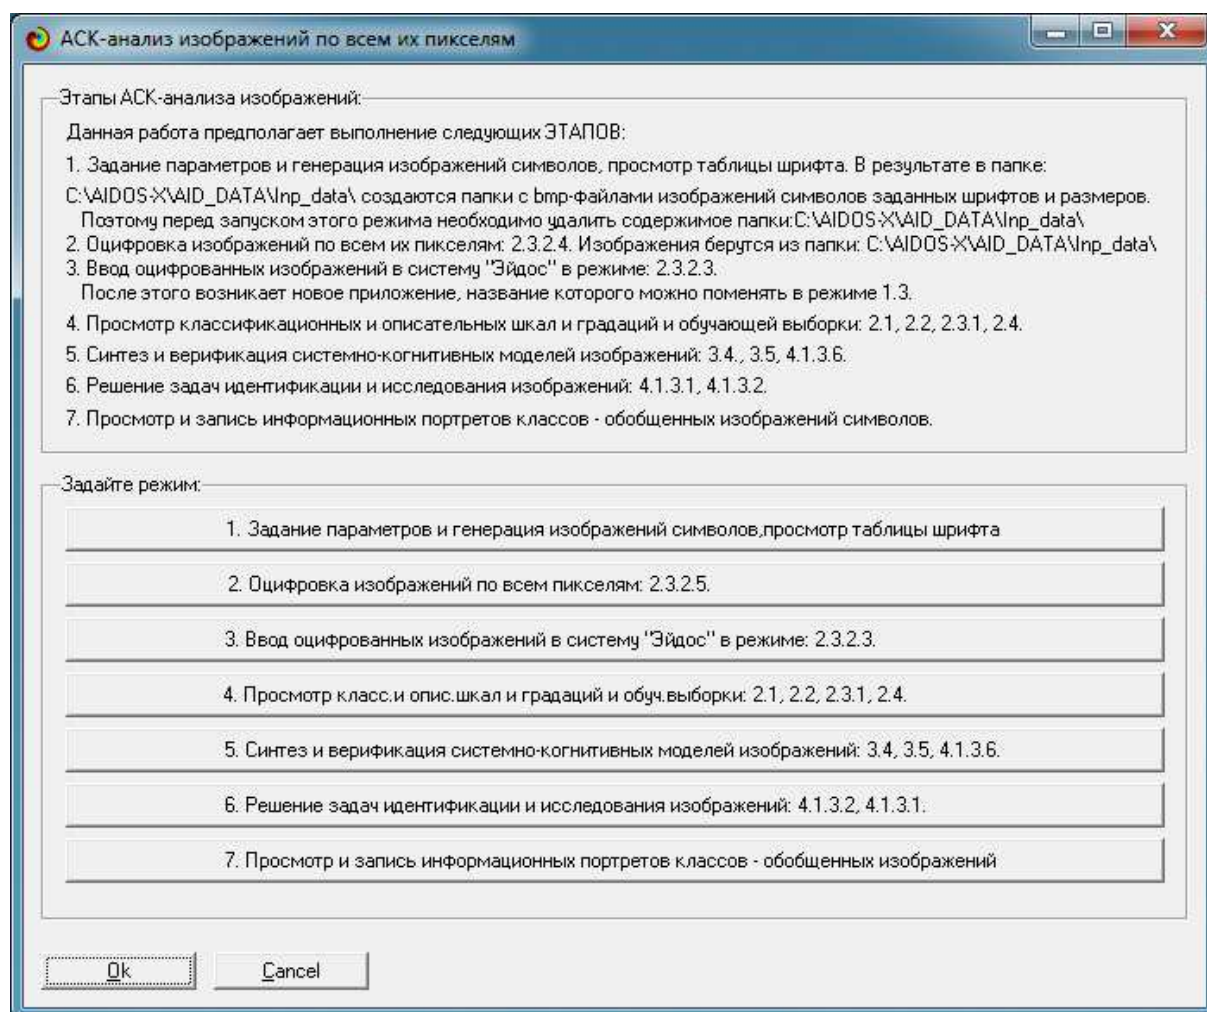 АСК-анализ изображений по всем их пикселям
Этапы АСК-анализа изображений:
Данная работа предполагает выполнение следующих ЭТАПОВ:
1. Задание параметров и генерация изображений символов, просмотр таблицы шрифта. В результате в папке:
C:\AIDOS-X\AID_DATA\Inp_data\ создаются папки с bmp-файлами изображений символов заданных шрифтов и размеров.
Поэтому перед запуском этого режима необходимо удалить содержимое папки:C:\AIDOS-X\AID_DATA\Inp_data\
2. Оцифровка изображений по всем их пикселям: 2.3.2.4. Изображения берутся из папки: C:\AIDOS-X\AID_DATA\Inp_data\
3. Ввод оцифрованных изображений в систему "Эйдос" в режиме: 2.3.2.3.
После этого возникает новое приложение, название которого можно поменять в режиме 1.3.
4. Просмотр классификационных и описательных шкал и градаций и обучающей выборки: 2.1, 2.2, 2.3.1, 2.4.
5. Синтез и верификация системно-когнитивных моделей изображений: 3.4., 3.5, 4.1.3.6.
6. Решение задач идентификации и исследования изображений: 4.1.3.1, 4.1.3.2.
7. Просмотр и запись информационных портретов классов - обобщенных изображений символов.
Задайте режим:
1. Задание параметров и генерация изображений символов,просмотр таблицы шрифта
2. Оцифровка изображений по всем пикселям: 2.3.2.5.
3. Ввод оцифрованных изображений в систему "Эйдос" в режиме: 2.3.2.3.
4. Просмотр класс.и опис.шкал и градаций и обуч.выборки: 2.1, 2.2, 2.3.1, 2.4.
5. Синтез и верификация системно-когнитивных моделей изображений: 3.4, 3.5, 4.1.3.6.
6. Решение задач идентификации и исследования изображений: 4.1.3.2, 4.1.3.1.
7. Просмотр и запись информационных портретов классов - обобщенных изображений
Ok Cancel